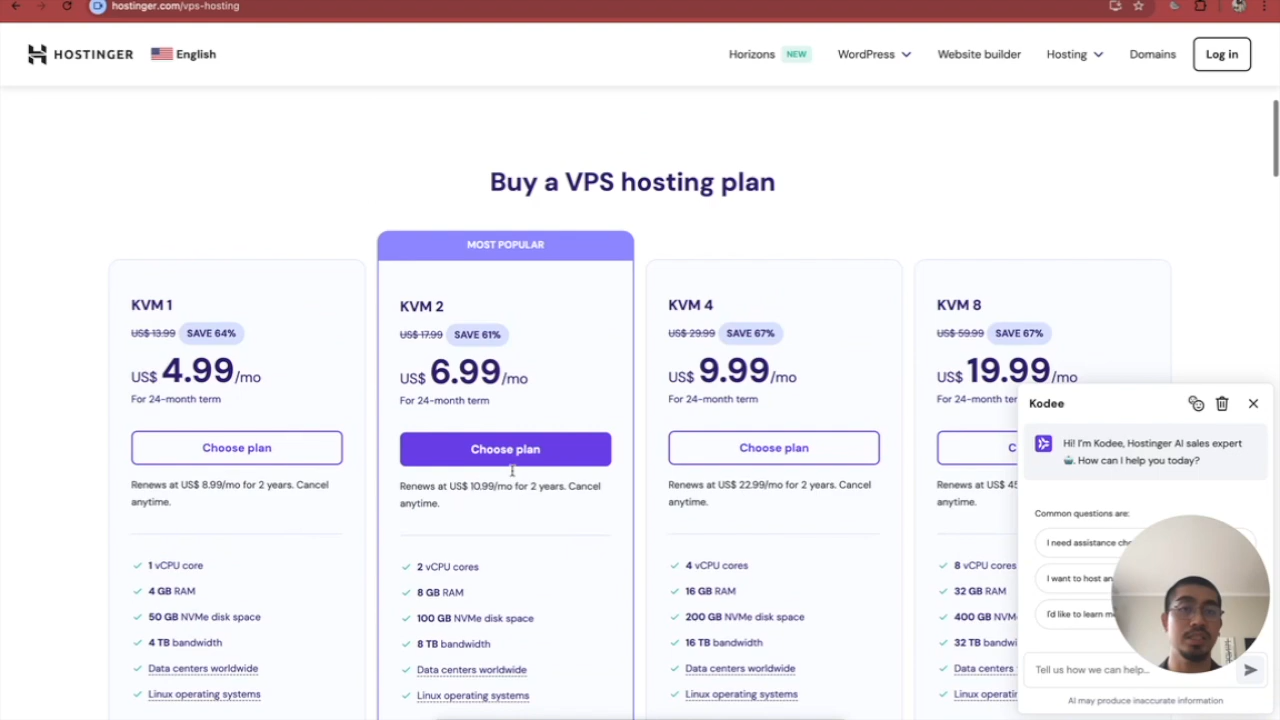 hostinger.com/vps-hosting
HOSTINGER
English
Horizons NEW
WordPress
Website builder
Hosting
Domains
Log in
Buy a VPS hosting plan
KVM 1
US$ 13.99 SAVE 64%
US$ 4.99/mo
For 24-month term
Choose plan
Renews at US$ 8.99/mo for 2 years. Cancel
anytime.
1 vCPU core
4 GB RAM
50 GB NVMe disk space
4 TB bandwidth
Data centers worldwide
Linux operating systems
MOST POPULAR
KVM 2
US$ 17.99 SAVE 61%
US$ 6.99/mo
For 24-month term
Choose plan
Renews at US$ 10.99/mo for 2 years. Cancel
anytime.
2 vCPU cores
8 GB RAM
100 GB NVMe disk space
8 TB bandwidth
Data centers worldwide
Linux operating systems
KVM 4
US$ 29.99 SAVE 67%
US$ 9.99/mo
For 24-month term
Choose plan
Renews at US$ 22.99/mo for 2 years. Cancel
anytime.
4 vCPU cores
16 GB RAM
200 GB NVMe disk space
16 TB bandwidth
Data centers worldwide
Linux operating systems
KVM 8
US$ 59.99 SAVE 67%
US$ 19.99/mo
For 24-month term
Renews at US$ 45
anytime.
8 vCPU cores
32 GB RAM
400 GB NVMe
32 TB
Data centers
Linux
Kodee
Hi! I'm Kodee, Hostinger AI sales expert
. How can I help you today?
Common questions are:
I need assistance
I want to host
I'd like to learn
Tell us how we can help...
AI may produce inaccurate information